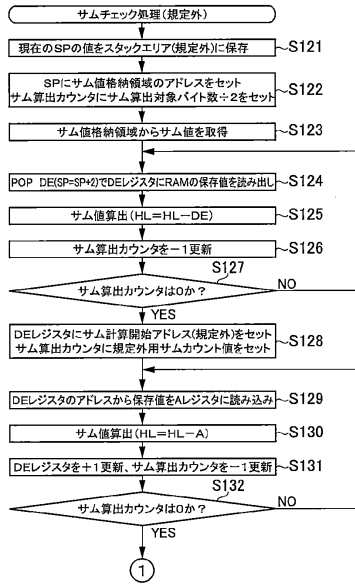 サムチェック処理(規定外)
現在のSPの値をスタックエリア(規定外)に保存
S121
SPにサム値格納領域のアドレスをセット
サム算出カウンタにサム算出対象バイト数÷2をセット
S122
サム値格納領域からサム値を取得
S123
POP DE(SP=SP+2)でDEレジスタにRAMの保存値を読み出し
S124
サム値算出(HL=HL−DE)
S125
サム算出カウンタを−1更新
S126
S127
サム算出カウンタは0か?
NO
YES
DEレジスタにサム計算開始アドレス(規定外)をセット
サム算出カウンタに規定外用サムカウント値をセット
S128
DEレジスタのアドレスから保存値をAレジスタに読み込み
S129
サム値算出(HL=HL−A)
S130
DEレジスタを+1更新、サム算出カウンタを−1更新
S131
S132
サム算出カウンタは0か?
NO
YES
1